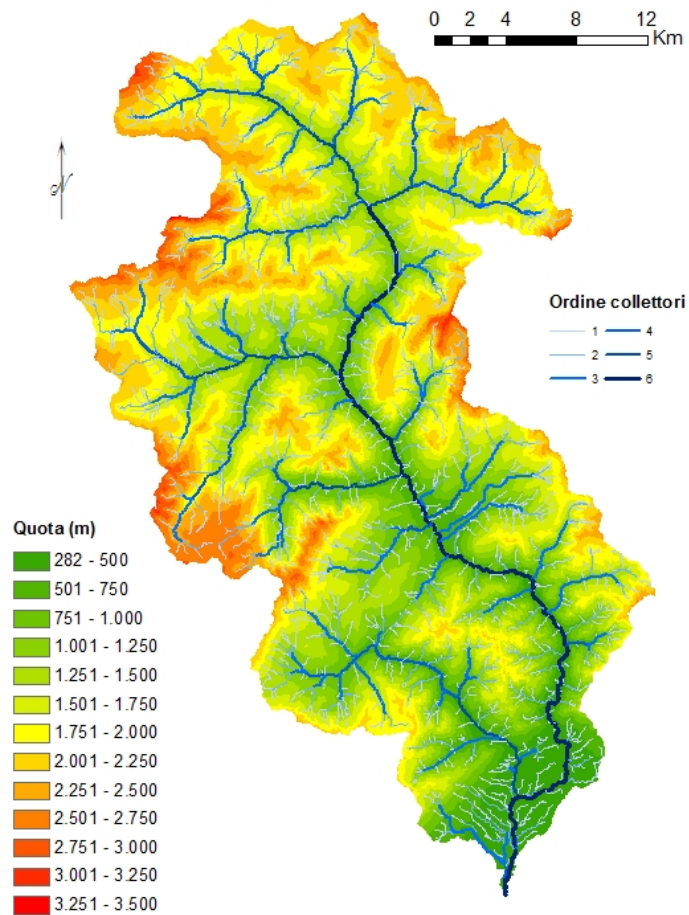 0 2 4 8 12
Km
N
Ordine collettori
1 4
2 5
3 6
Quota (m)
282 - 500
501 - 750
751 - 1.000
1.001 - 1.250
1.251 - 1.500
1.501 - 1.750
1.751 - 2.000
2.001 - 2.250
2.251 - 2.500
2.501 - 2.750
2.751 - 3.000
3.001 - 3.250
3.251 - 3.500